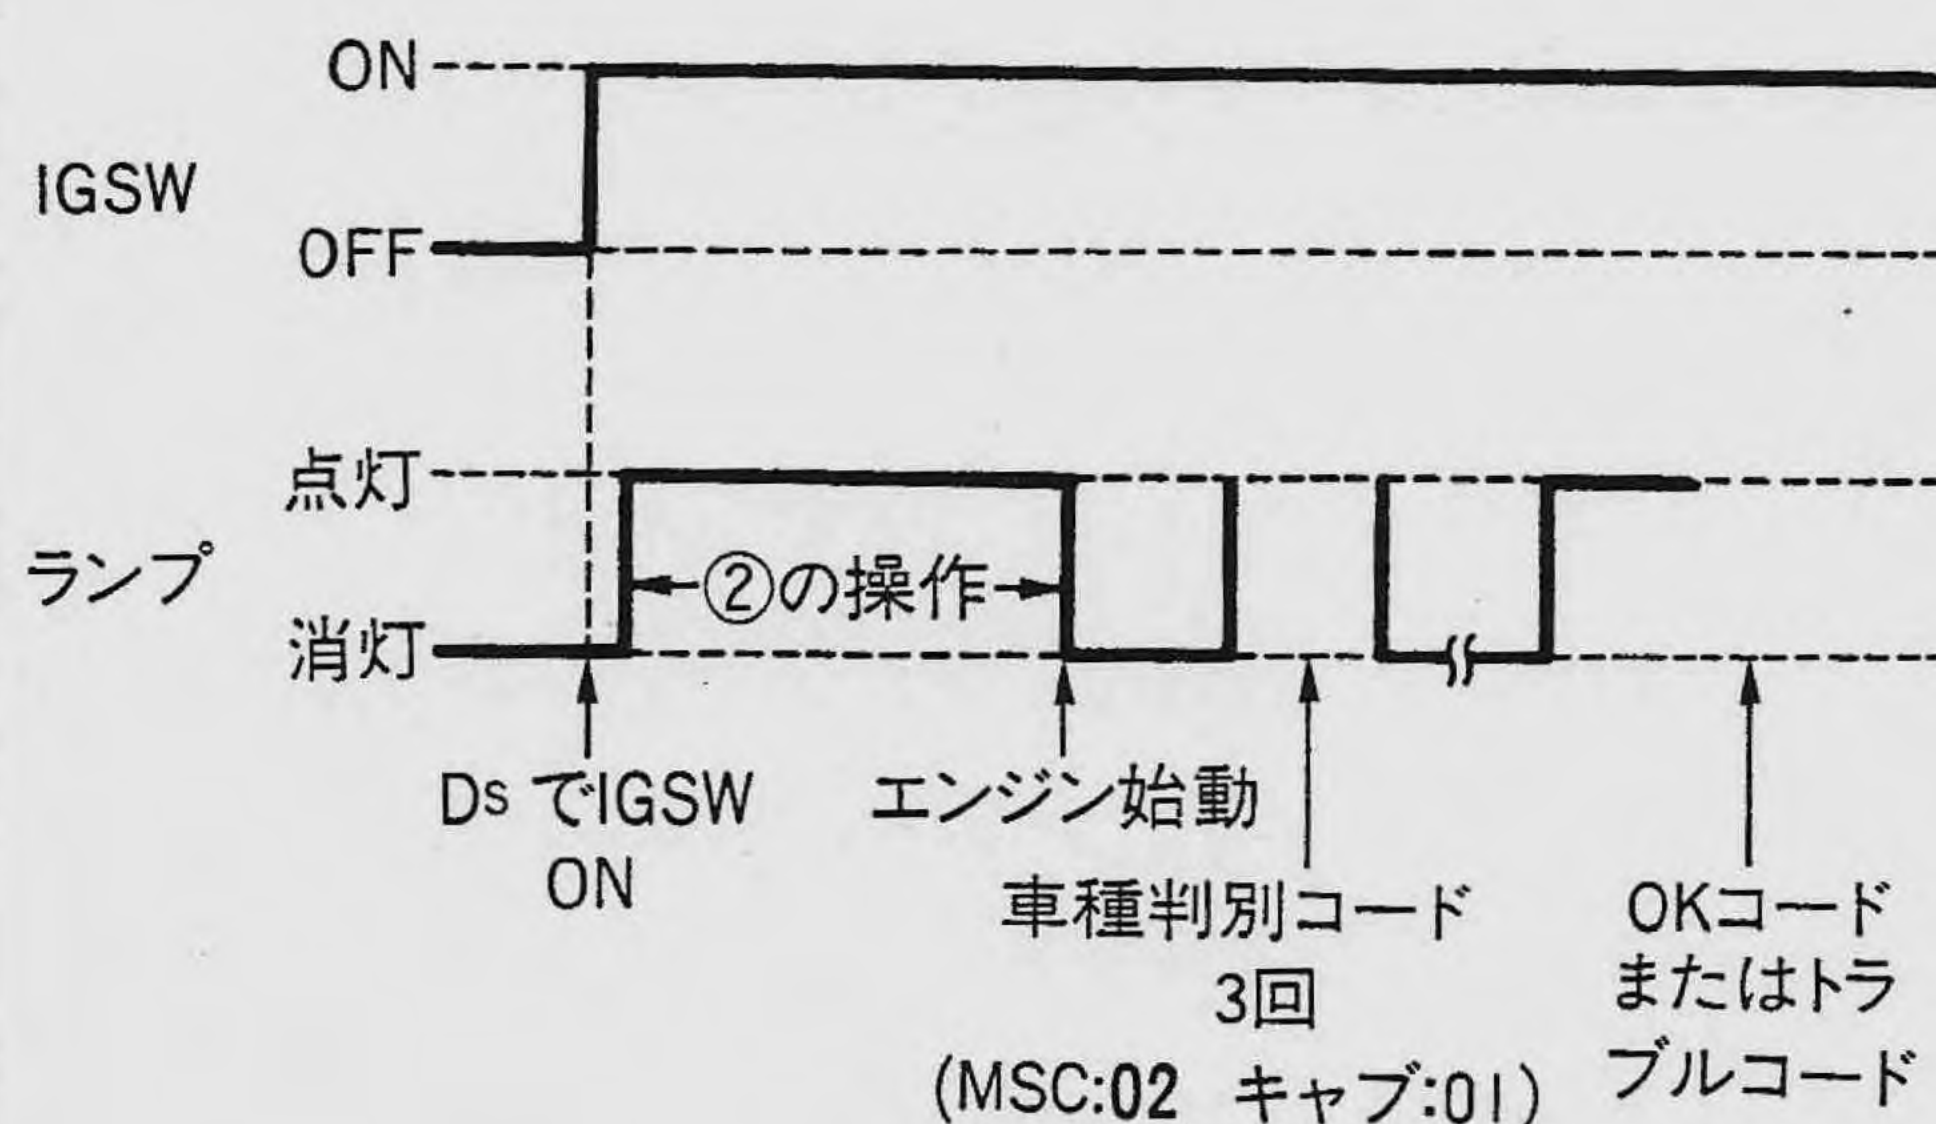 ON
IGSW
OFF
点灯
ランプ
②の操作
消灯
Ds でIGSW
ON
エンジン始動
車種判別コード
3回
(MSC:02 キャブ:01)
OKコード
またはトラ
ブルコード